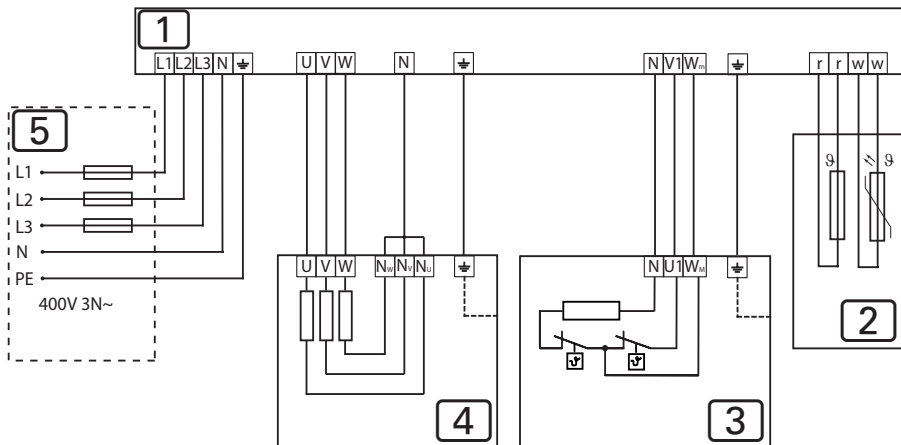 1
L1 L2 L3 N ⏚ U V W N ⏚ N V1 Wm ⏚ r r w w
5
L1
L2
L3
N
PE
400V 3N~
U V W NW NV NU ⏚
4
N U1 WM ⏚
ϑ ϑ
3
ϑ ϑ
2